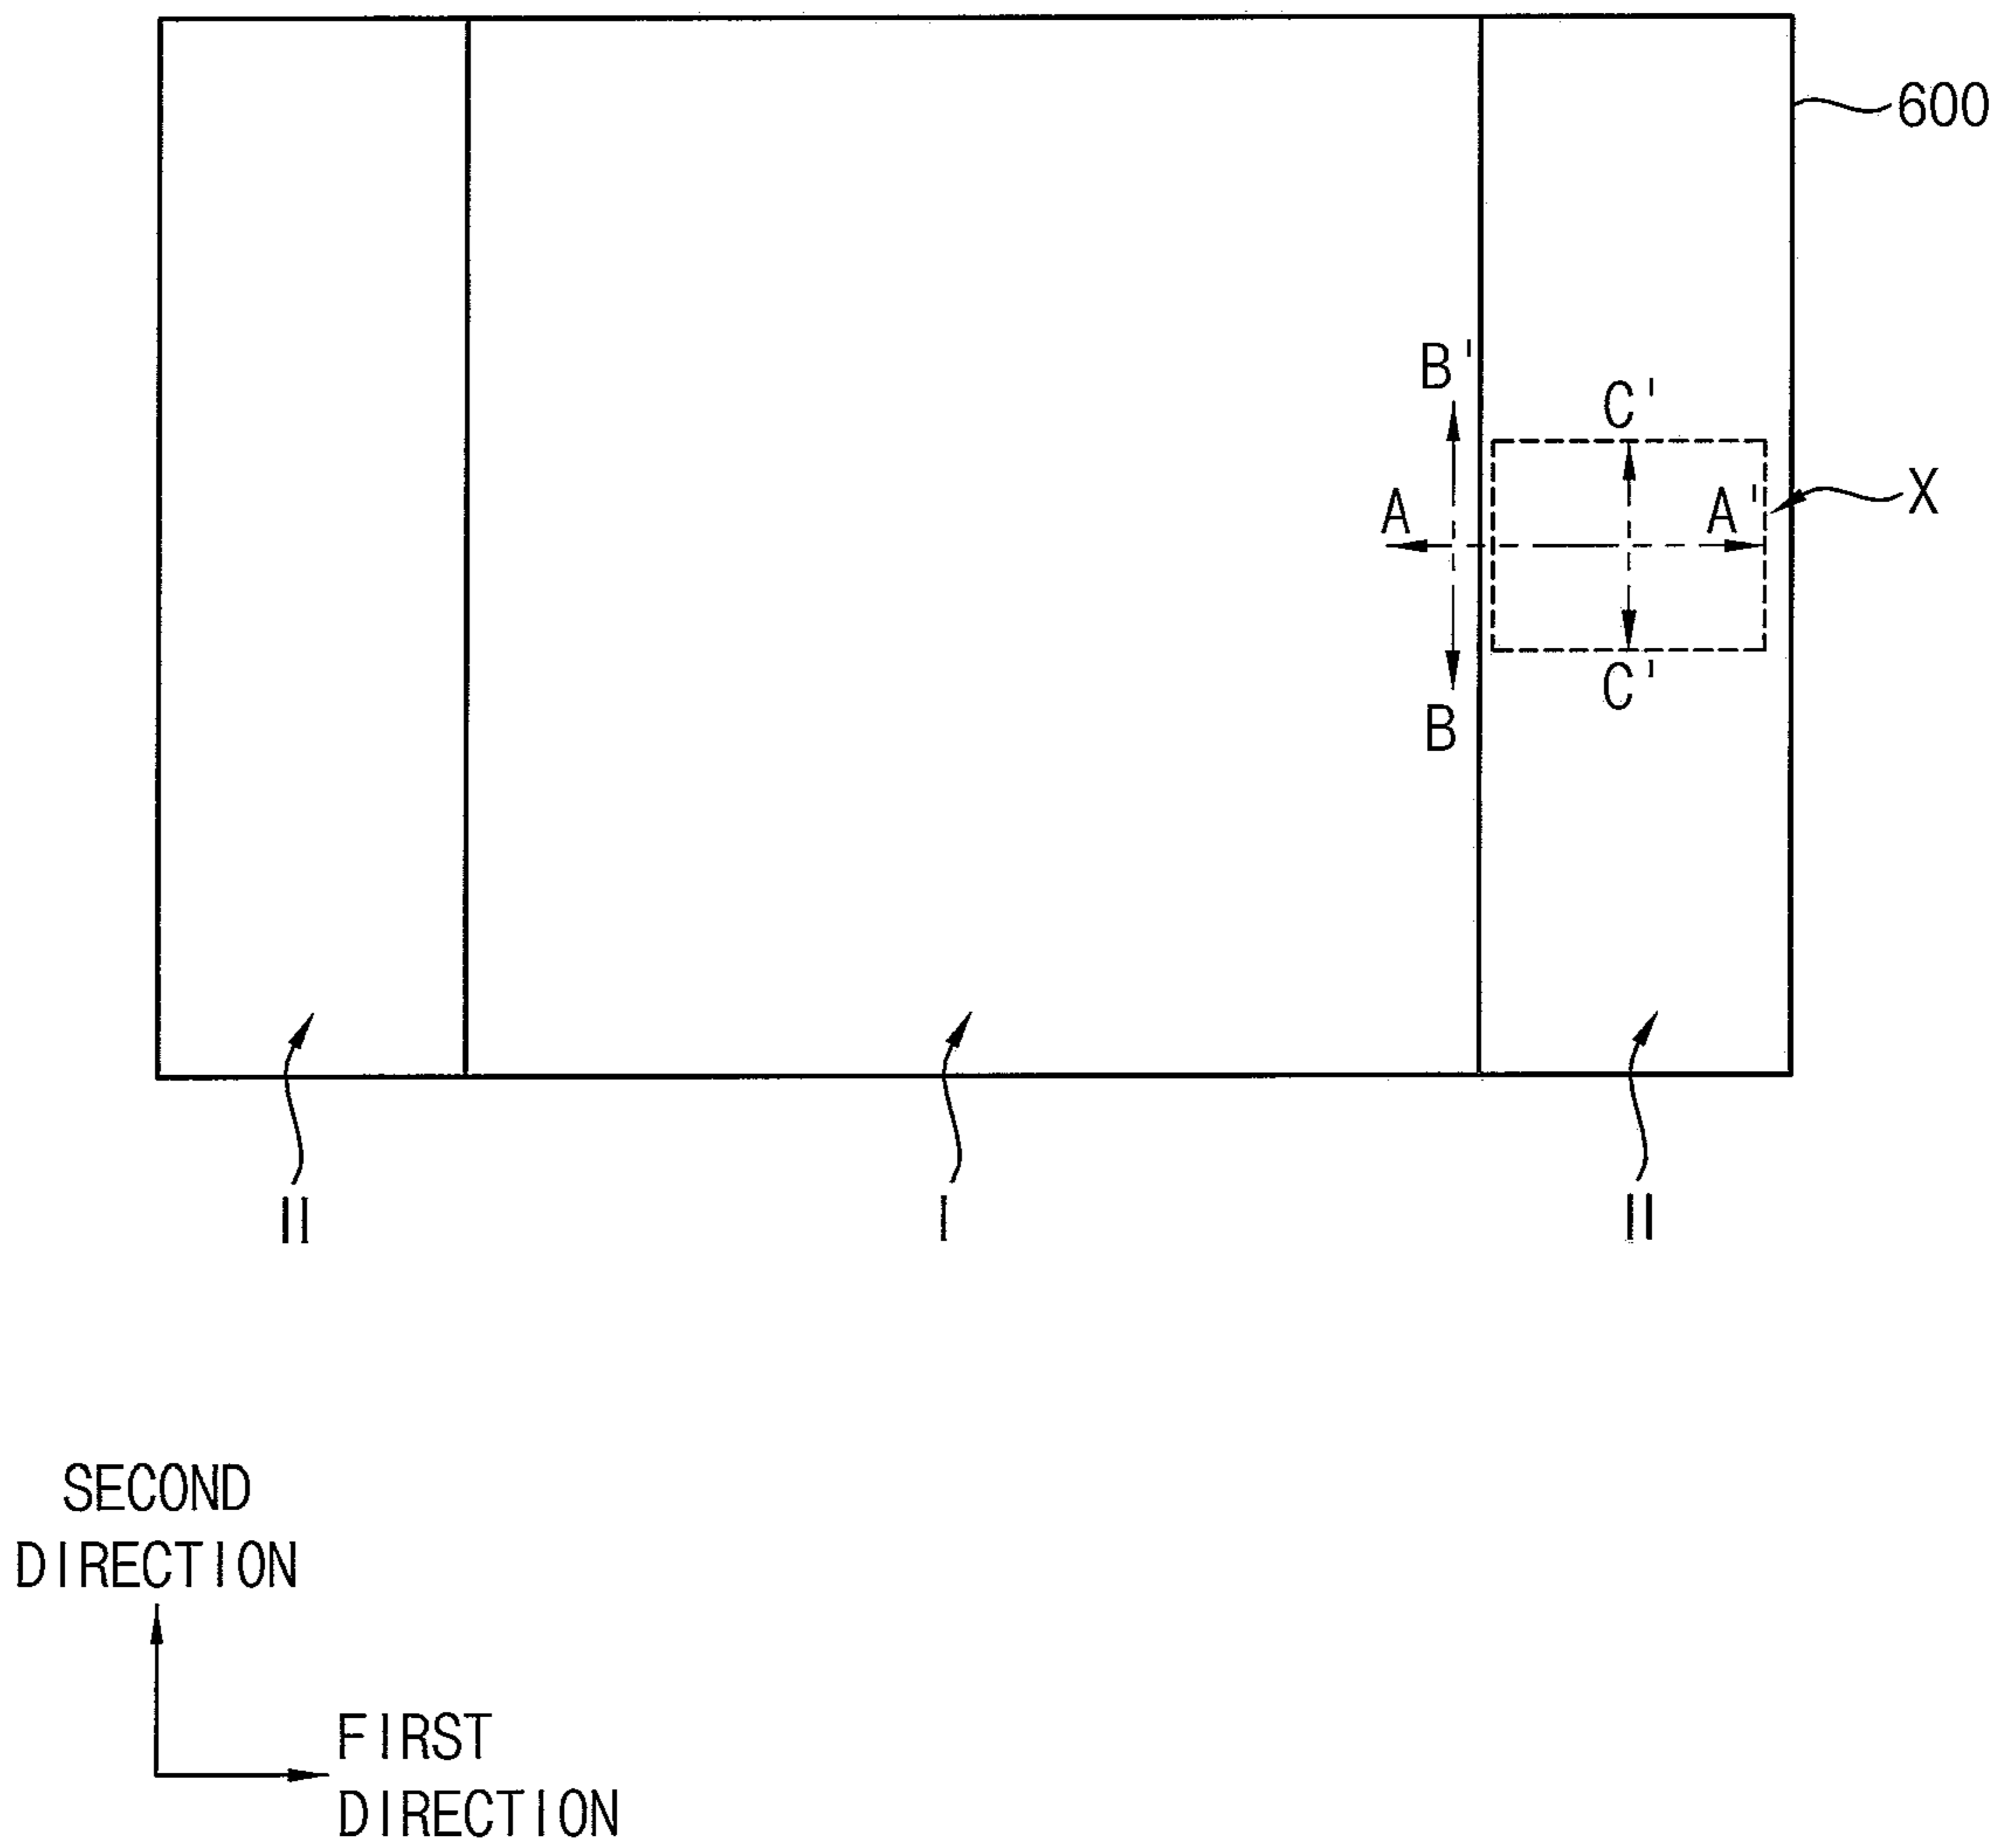 600
B'
C'
A
A'
X
C'
B
II
I
II
SECOND
DIRECTION
FIRST
DIRECTION